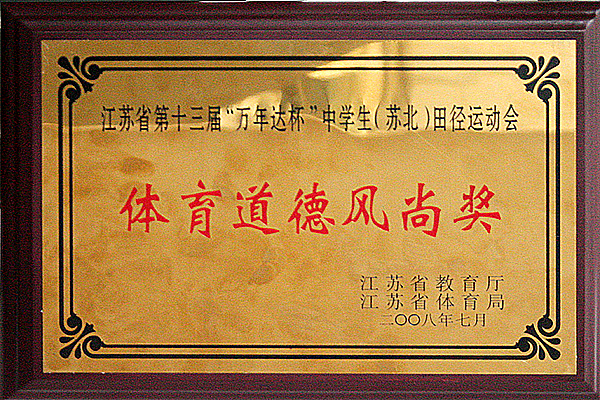 江苏省第十三届“万年达杯”中学生(苏北)田径运动会
体育道德风尚奖
江苏省教育厅
江苏省体育局
二〇〇八年七月